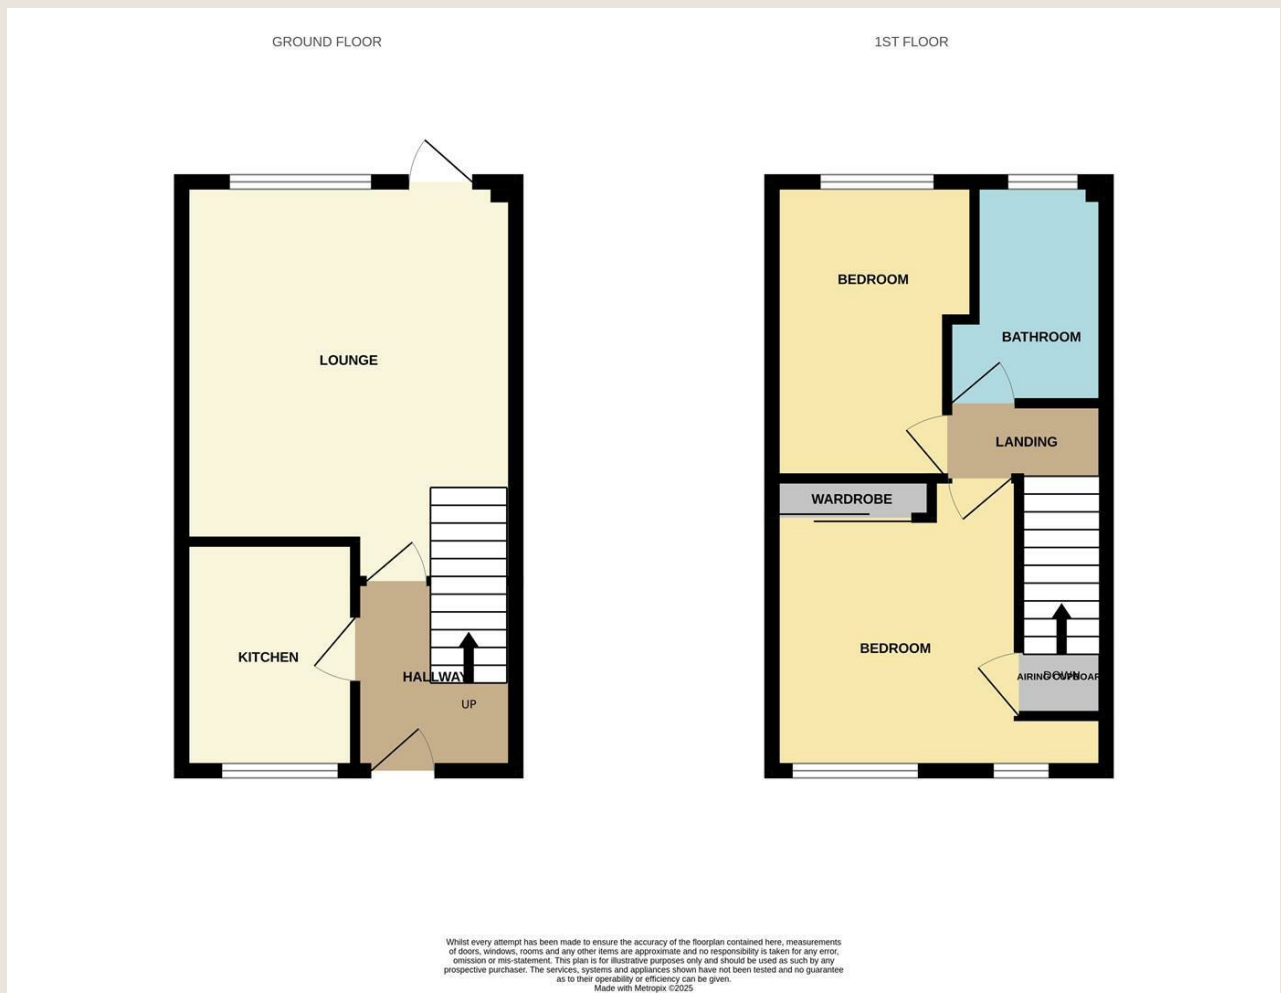 GROUND FLOOR
1ST FLOOR
LOUNGE
KITCHEN
HALLWAY
UP
BEDROOM
BATHROOM
LANDING
WARDROBE
BEDROOM
DOWN
AIRING CUPBOARD
Whilst every attempt has been made to ensure the accuracy of the floorplan contained here, measurements
of doors, windows, rooms and any other items are approximate and no responsibility is taken for any error,
omission or mis-statement. This plan is for illustrative purposes only and should be used as such by any
prospective purchaser. The services, systems and appliances shown have not been tested and no guarantee
as to their operability or efficiency can be given.
Made with Metropix ©2025